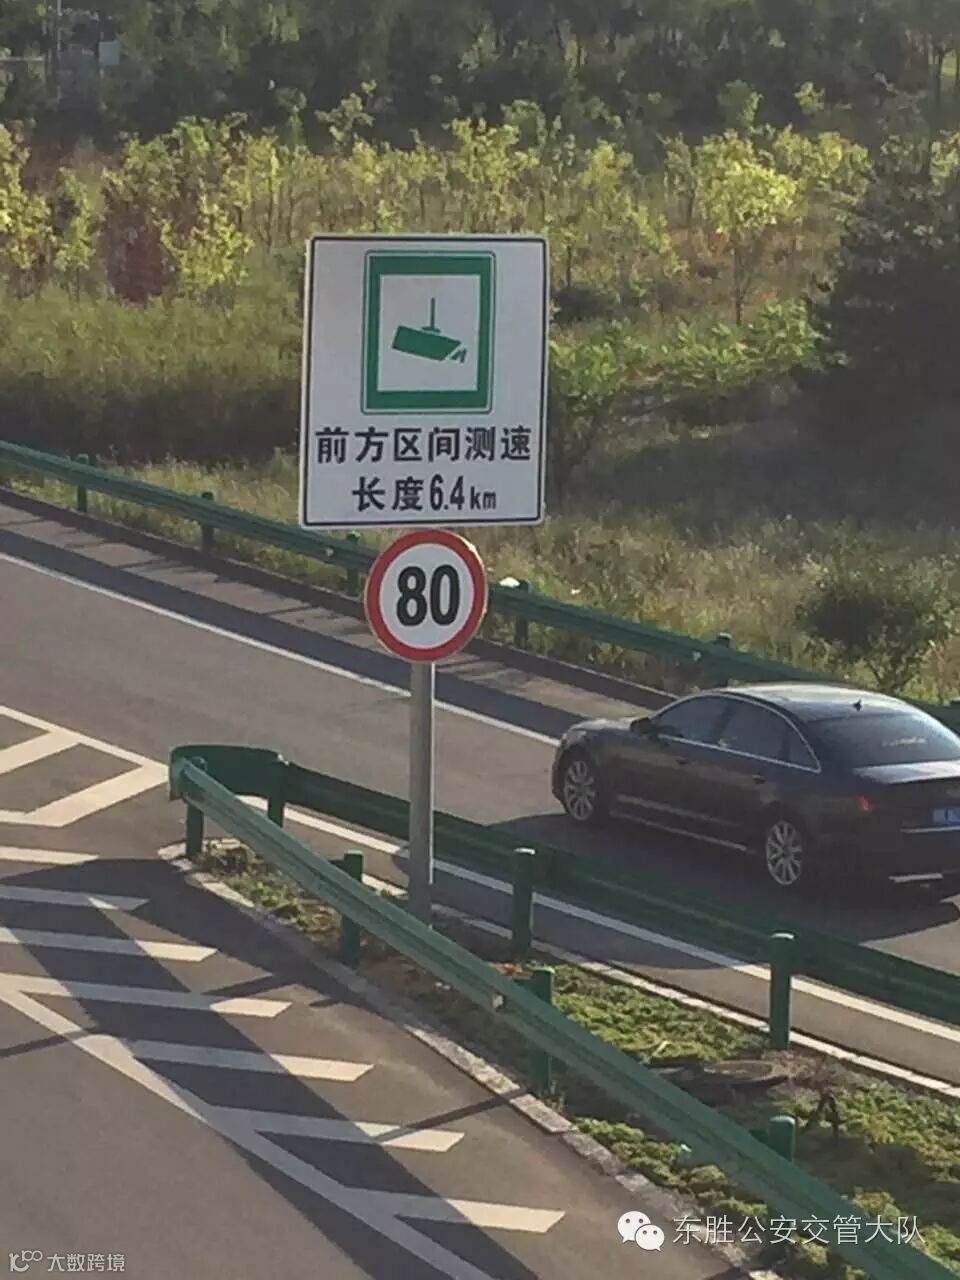 前方区间测速
长度6.4km
80
东胜公安交管大队
大数跨境